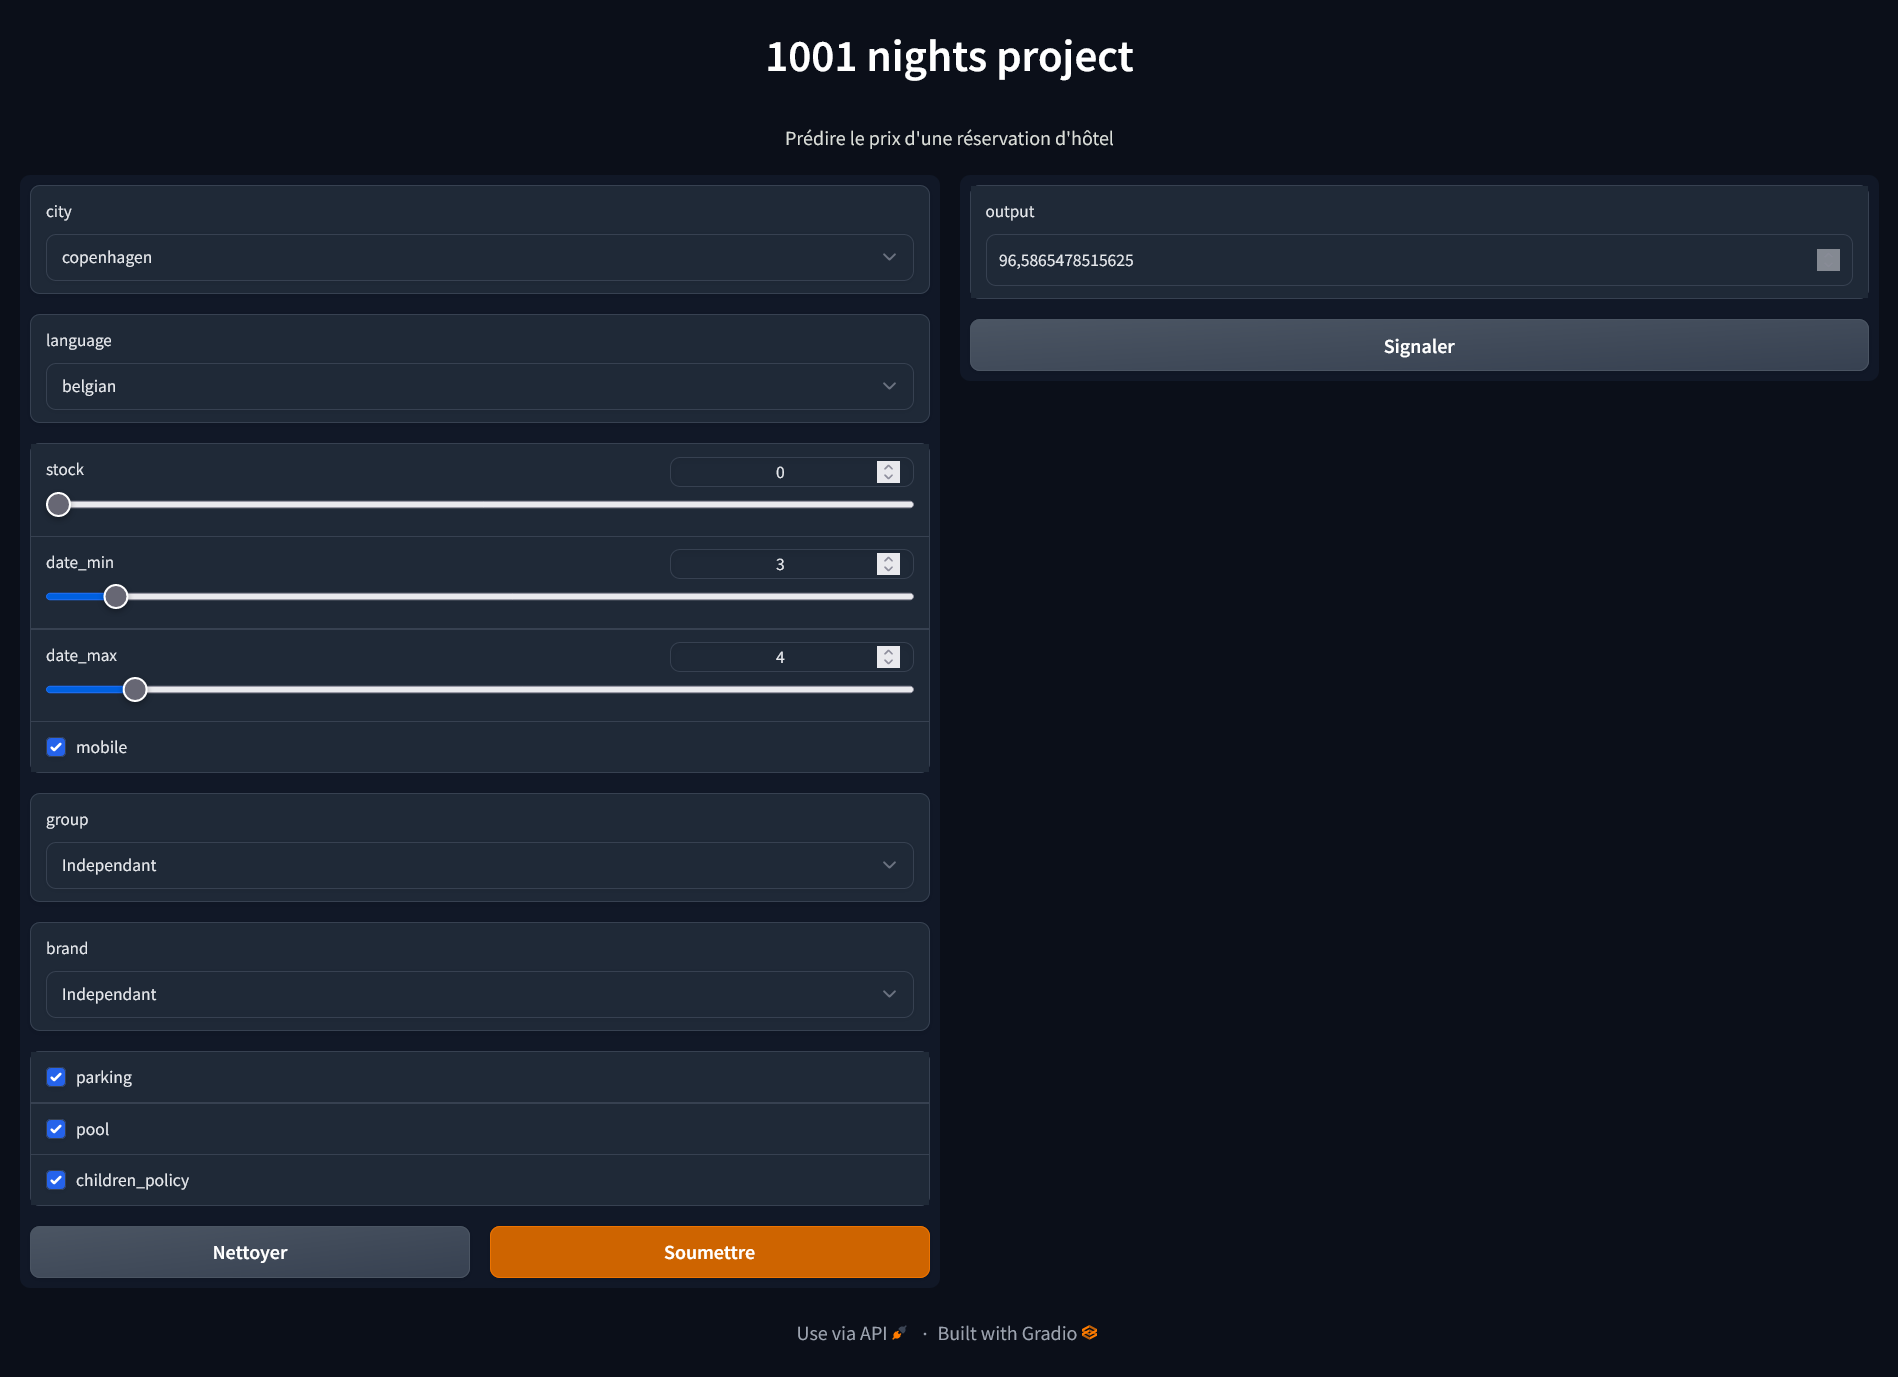 1001 nights project
Prédire le prix d'une réservation d'hôtel
city
copenhagen
language
belgian
stock
0
date_min
3
date_max
4
mobile
group
Independant
brand
Independant
parking
pool
children_policy
Nettoyer
Soumettre
output
96,5865478515625
Signaler
Use via API · Built with Gradio